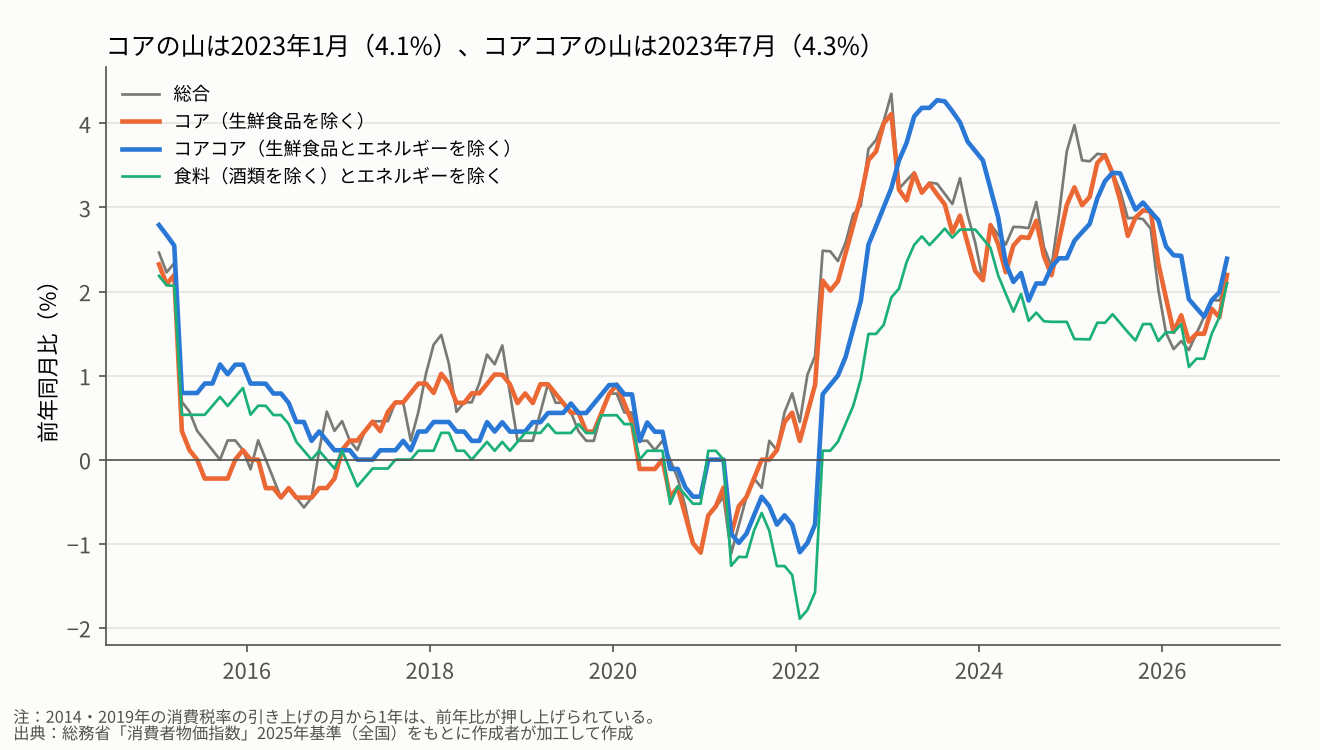 コアの山は2023年1月（4.1%）、コアコアの山は2023年7月（4.3%）
総合
コア（生鮮食品を除く）
コアコア（生鮮食品とエネルギーを除く）
食料（酒類を除く）とエネルギーを除く
前年同月比（%）
4
3
2
1
0
−1
−2
2016
2018
2020
2022
2024
2026
注：2014・2019年の消費税率の引き上げの月から1年は、前年比が押し上げられている。
出典：総務省「消費者物価指数」2025年基準（全国）をもとに作成者が加工して作成